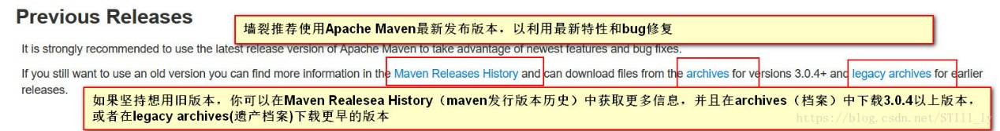 Previous Releases
墙裂推荐使用Apache Maven最新发布版本，以利用最新特性和bug修复
It is strongly recommended to use the latest release version of Apache Maven to take advantage of newest features and bug fixes.
If you still want to use an old version you can find more information in the Maven Releases History and can download files from the archives for versions 3.0.4+ and legacy archives for earlier
releases.
如果坚持想用旧版本，你可以在Maven Realesea History（maven发行版本历史）中获取更多信息，并且在archives（档案）中下载3.0.4以上版本，
或者在legacy archives(遗产档案)下载更早的版本